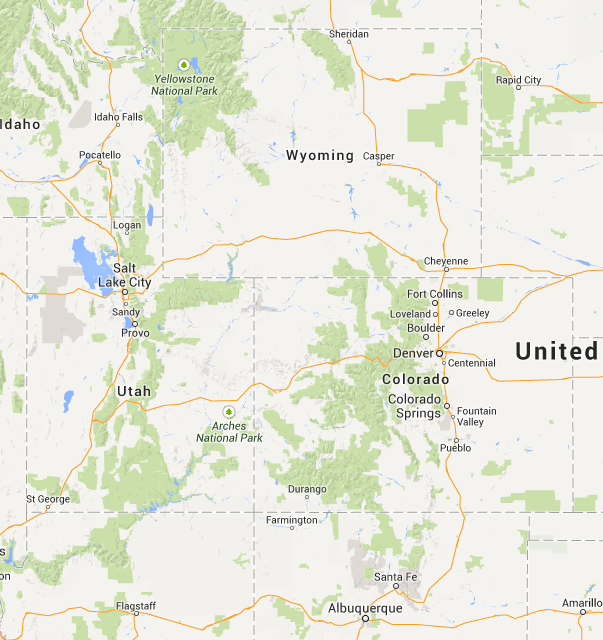 Sheridan
Yellowstone
National Park
Rapid City
Idaho Falls
Idaho
Pocatello
Wyoming
Casper
Logan
Cheyenne
Salt
Lake City
Fort Collins
Sandy
Loveland
Greeley
Boulder
Provo
Denver
United
Centennial
Colorado
Utah
Colorado
Springs
Fountain
Valley
Arches
National Park
Pueblo
Durango
St George
Farmington
s
on
Santa Fe
Flagstaff
Albuquerque
Amarillo